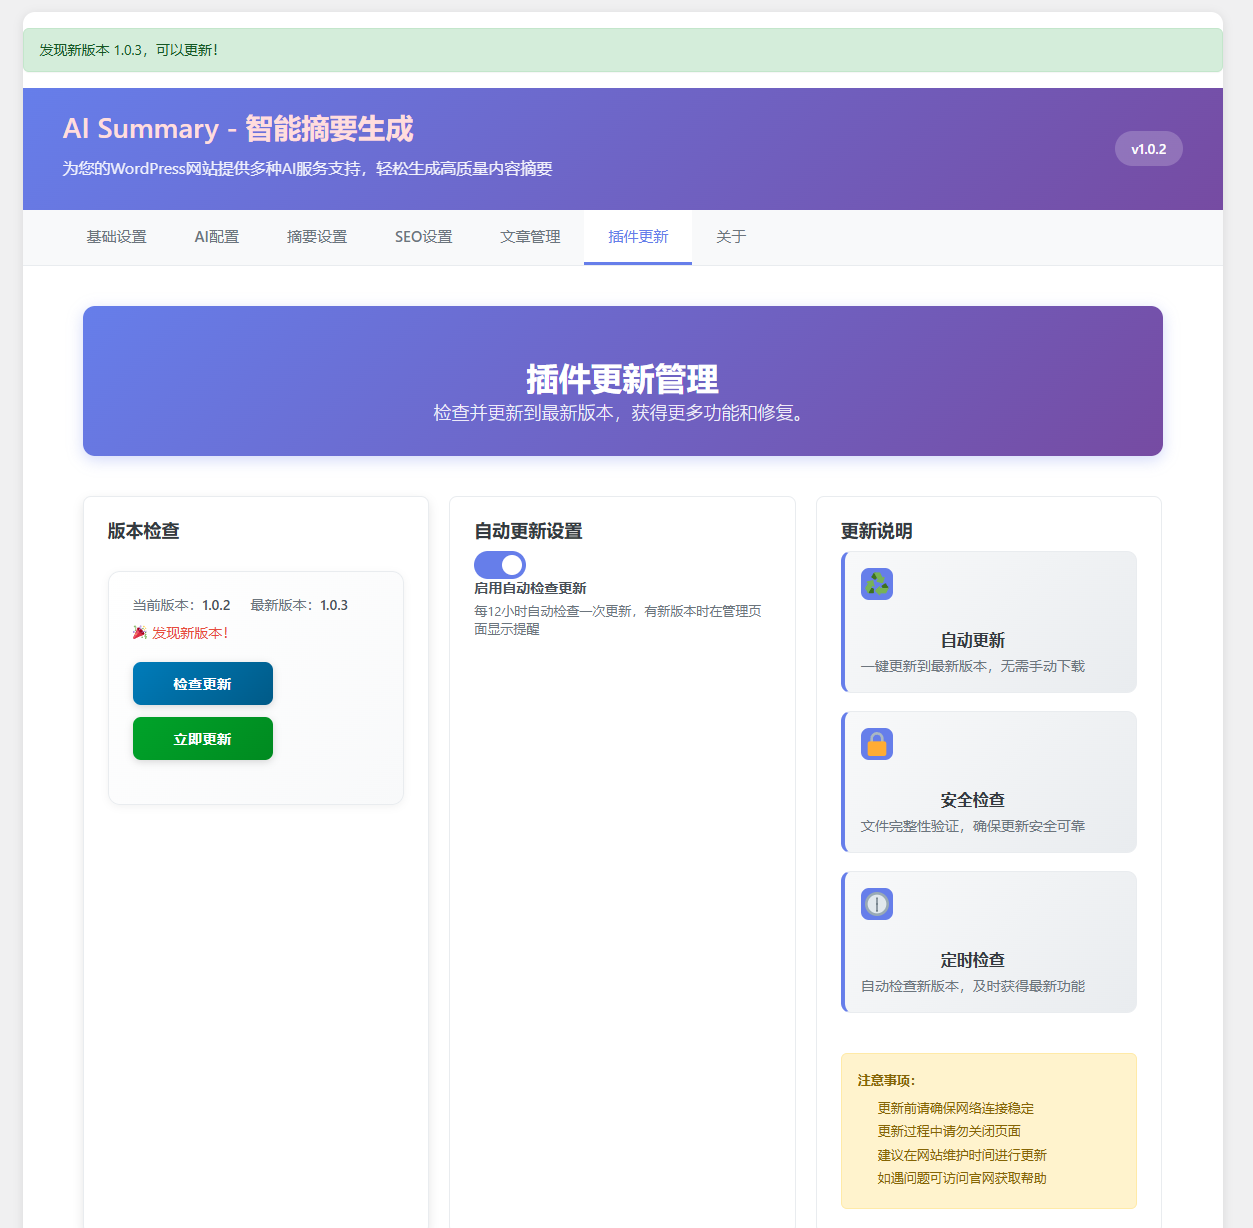 发现新版本 1.0.3，可以更新！
AI Summary - 智能摘要生成
为您的WordPress网站提供多种AI服务支持，轻松生成高质量内容摘要
v1.0.2
基础设置 AI配置 摘要设置 SEO设置 文章管理 插件更新 关于
插件更新管理
检查并更新到最新版本，获得更多功能和修复。
版本检查
当前版本：1.0.2 最新版本：1.0.3
发现新版本！
检查更新
立即更新
自动更新设置
启用自动检查更新
每12小时自动检查一次更新，有新版本时在管理页
面显示提醒
更新说明
自动更新
一键更新到最新版本，无需手动下载
安全检查
文件完整性验证，确保更新安全可靠
定时检查
自动检查新版本，及时获得最新功能
注意事项：
更新前请确保网络连接稳定
更新过程中请勿关闭页面
建议在网站维护时间进行更新
如遇问题可访问官网获取帮助